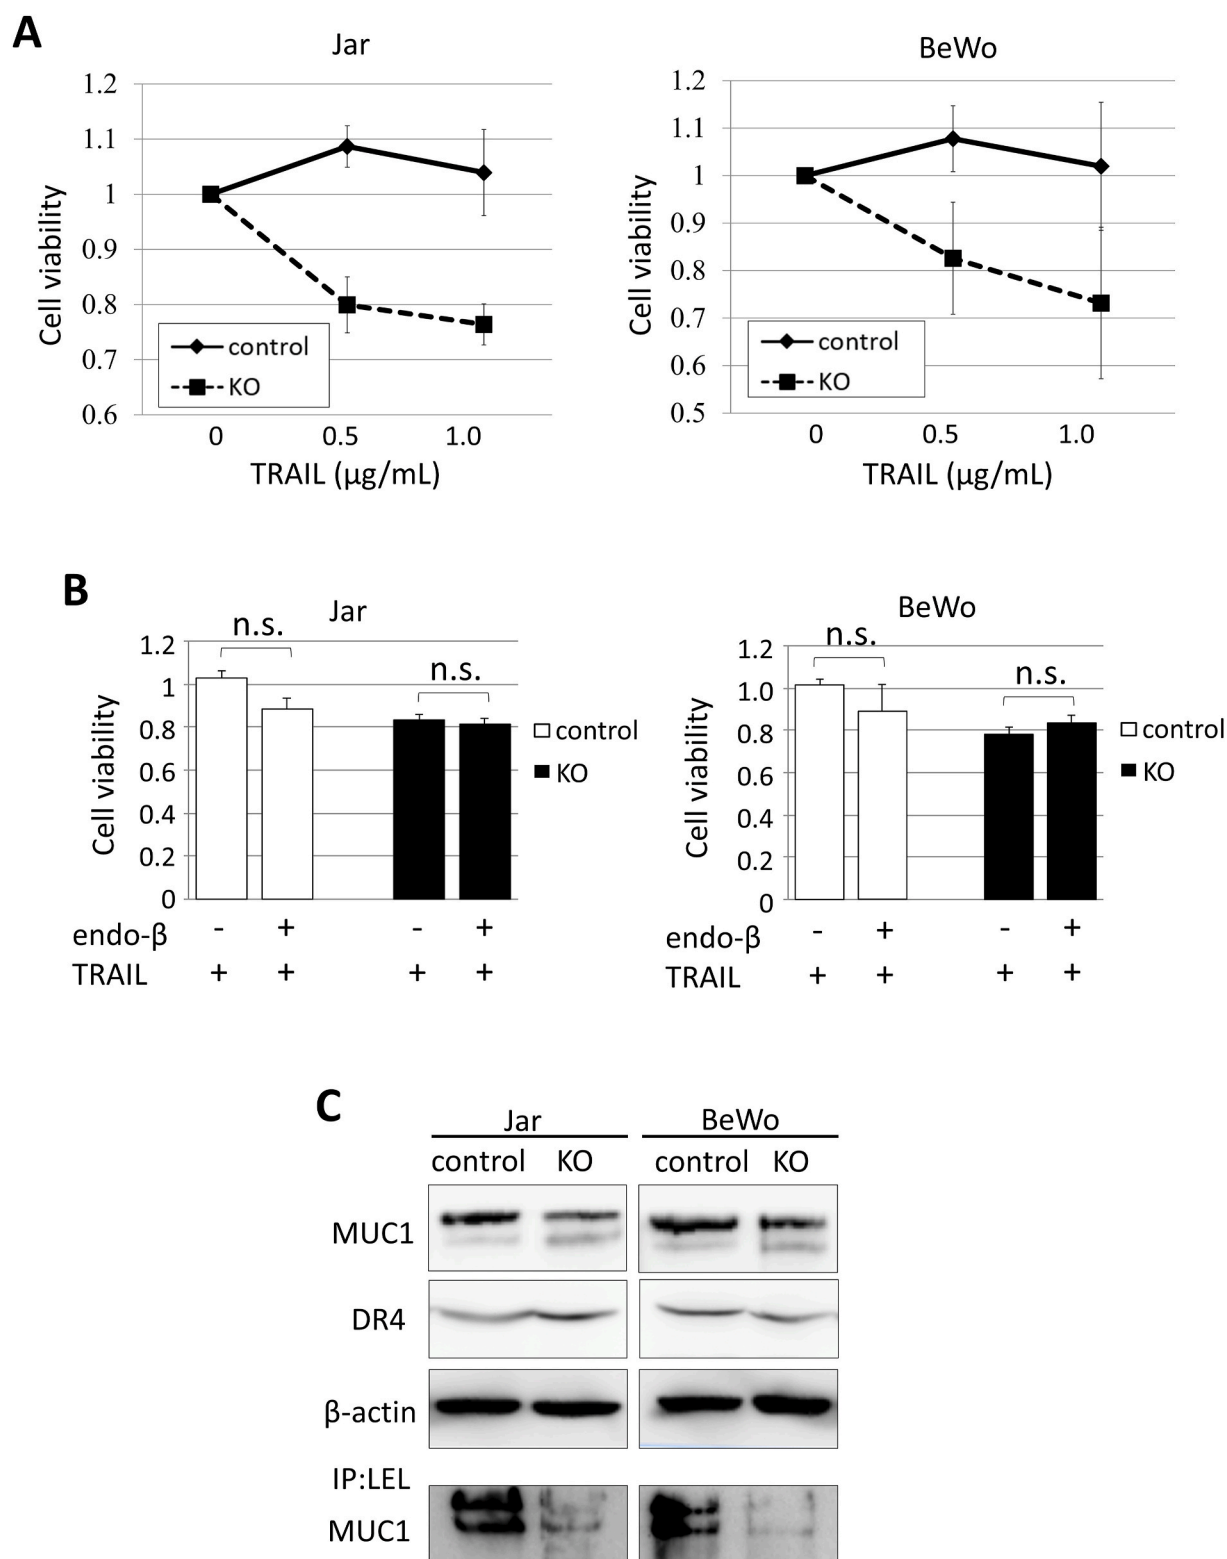 A
Jar
BeWo
1.2
1.1
1
0.9
0.8
0.7
0.6
Cell viability
control
KO
0 0.5 1.0
TRAIL (µg/mL)
1.2
1.1
1
0.9
0.8
0.7
0.6
0.5
Cell viability
control
KO
0 0.5 1.0
TRAIL (µg/mL)
B
Jar
n.s.
n.s.
1.2
1
0.8
0.6
0.4
0.2
0
Cell viability
control
KO
endo-β - + - +
TRAIL + + + +
BeWo
n.s.
n.s.
1.2
1.0
0.8
0.6
0.4
0.2
0
Cell viability
control
KO
endo-β - + - +
TRAIL + + + +
C
Jar BeWo
control KO control KO
MUC1
DR4
β-actin
IP:LEL
MUC1